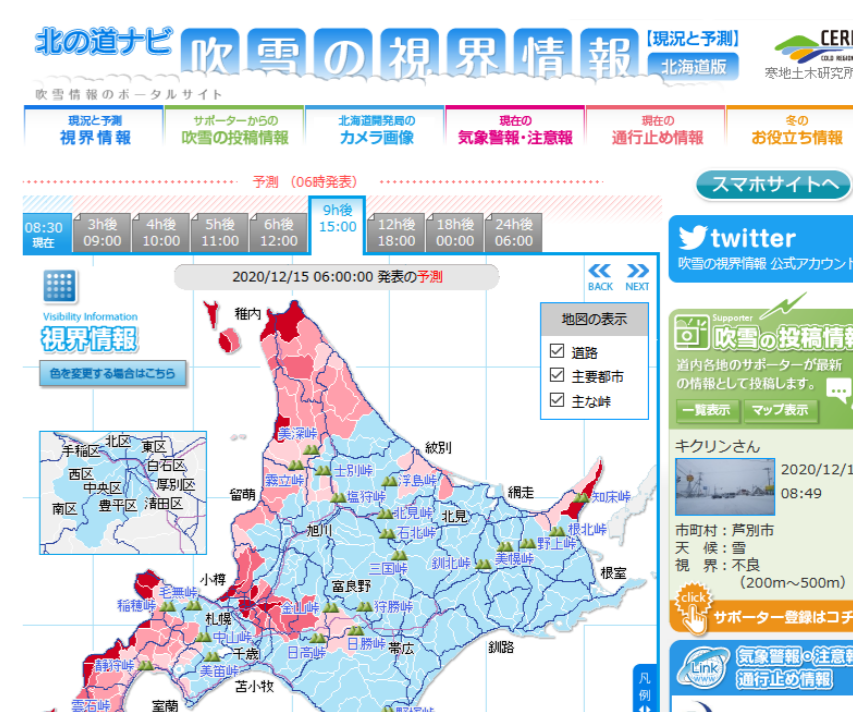 北の道ナビ
吹雪の視界情報
【現況と予測】
北海道版
寒地土木研究所
吹雪情報のポータルサイト
現況と予測
視界情報
サポーターからの
吹雪の投稿情報
北海道開発局の
カメラ画像
現在の
気象警報・注意報
現在の
通行止め情報
冬の
お役立ち情報
予測 (06時発表)
スマホサイトへ
08:30
現在
3h後
09:00
4h後
10:00
5h後
11:00
6h後
12:00
9h後
15:00
12h後
18:00
18h後
00:00
24h後
06:00
twitter
吹雪の視界情報 公式アカウント
2020/12/15 06:00:00 発表の予測
BACK NEXT
Visibility Information
視界情報
色を変更する場合はこちら
地図の表示
道路
主要都市
主な峠
稚内
美深峠
紋別
霧立峠
士別峠
浮島峠
塩狩峠
留萌
網走
知床峠
北見峠
北見
石北峠
旭川
根北峠
野上峠
美幌峠
釧北峠
三国峠
根室
手稲区
北区
東区
白石区
西区
中央区
厚別区
南区
豊平区
清田区
小樽
毛無峠
稲穂峠
札幌
富良野
金山峠
狩勝峠
中山峠
千歳
日高峠
日勝峠
帯広
釧路
静狩峠
美笛峠
苫小牧
雲石峠
室蘭
野塚峠
凡例
Supporter
吹雪の投稿情報
道内各地のサポーターが最新
の情報として投稿します。
一覧表示
マップ表示
キクリンさん
08:49
市町村：芦別市
天　候：雪
視　界：不良
（200m～500m）
click
サポーター登録はコチ
Link
www
気象警報・注意報
通行止め情報